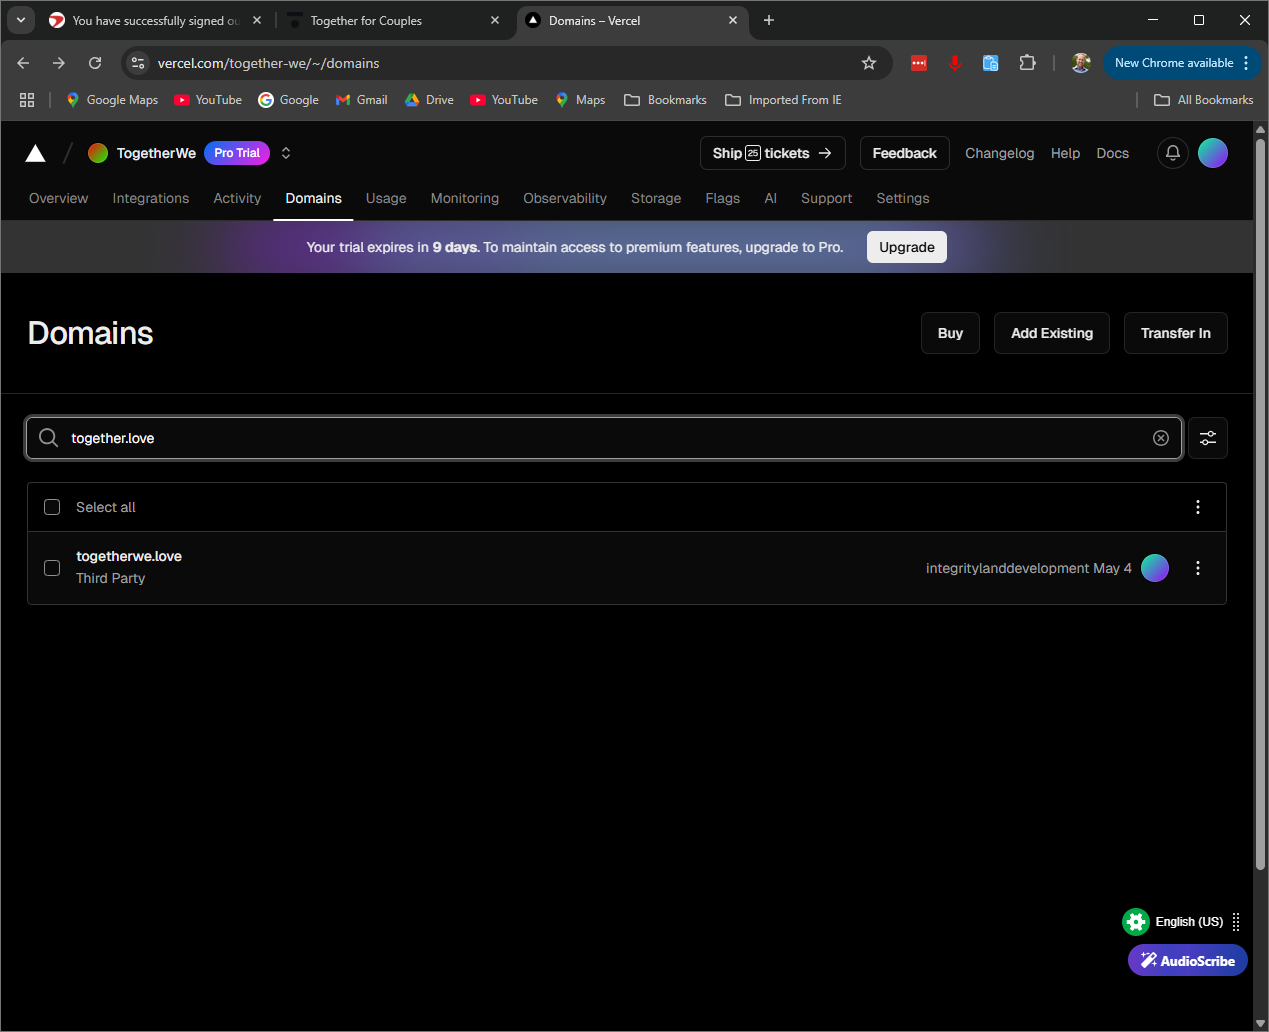 You have successfully signed ou
Together for Couples
Domains – Vercel
vercel.com/together-we/~/domains
New Chrome available
Google Maps
YouTube
Google
Gmail
Drive
YouTube
Maps
Bookmarks
Imported From IE
All Bookmarks
TogetherWe
Pro Trial
Ship 25 tickets →
Feedback
Changelog
Help
Docs
Overview
Integrations
Activity
Domains
Usage
Monitoring
Observability
Storage
Flags
AI
Support
Settings
Your trial expires in 9 days. To maintain access to premium features, upgrade to Pro.
Upgrade
Domains
Buy
Add Existing
Transfer In
together.love
Select all
togetherwe.love
Third Party
integritylanddevelopment May 4
English (US)
AudioScribe